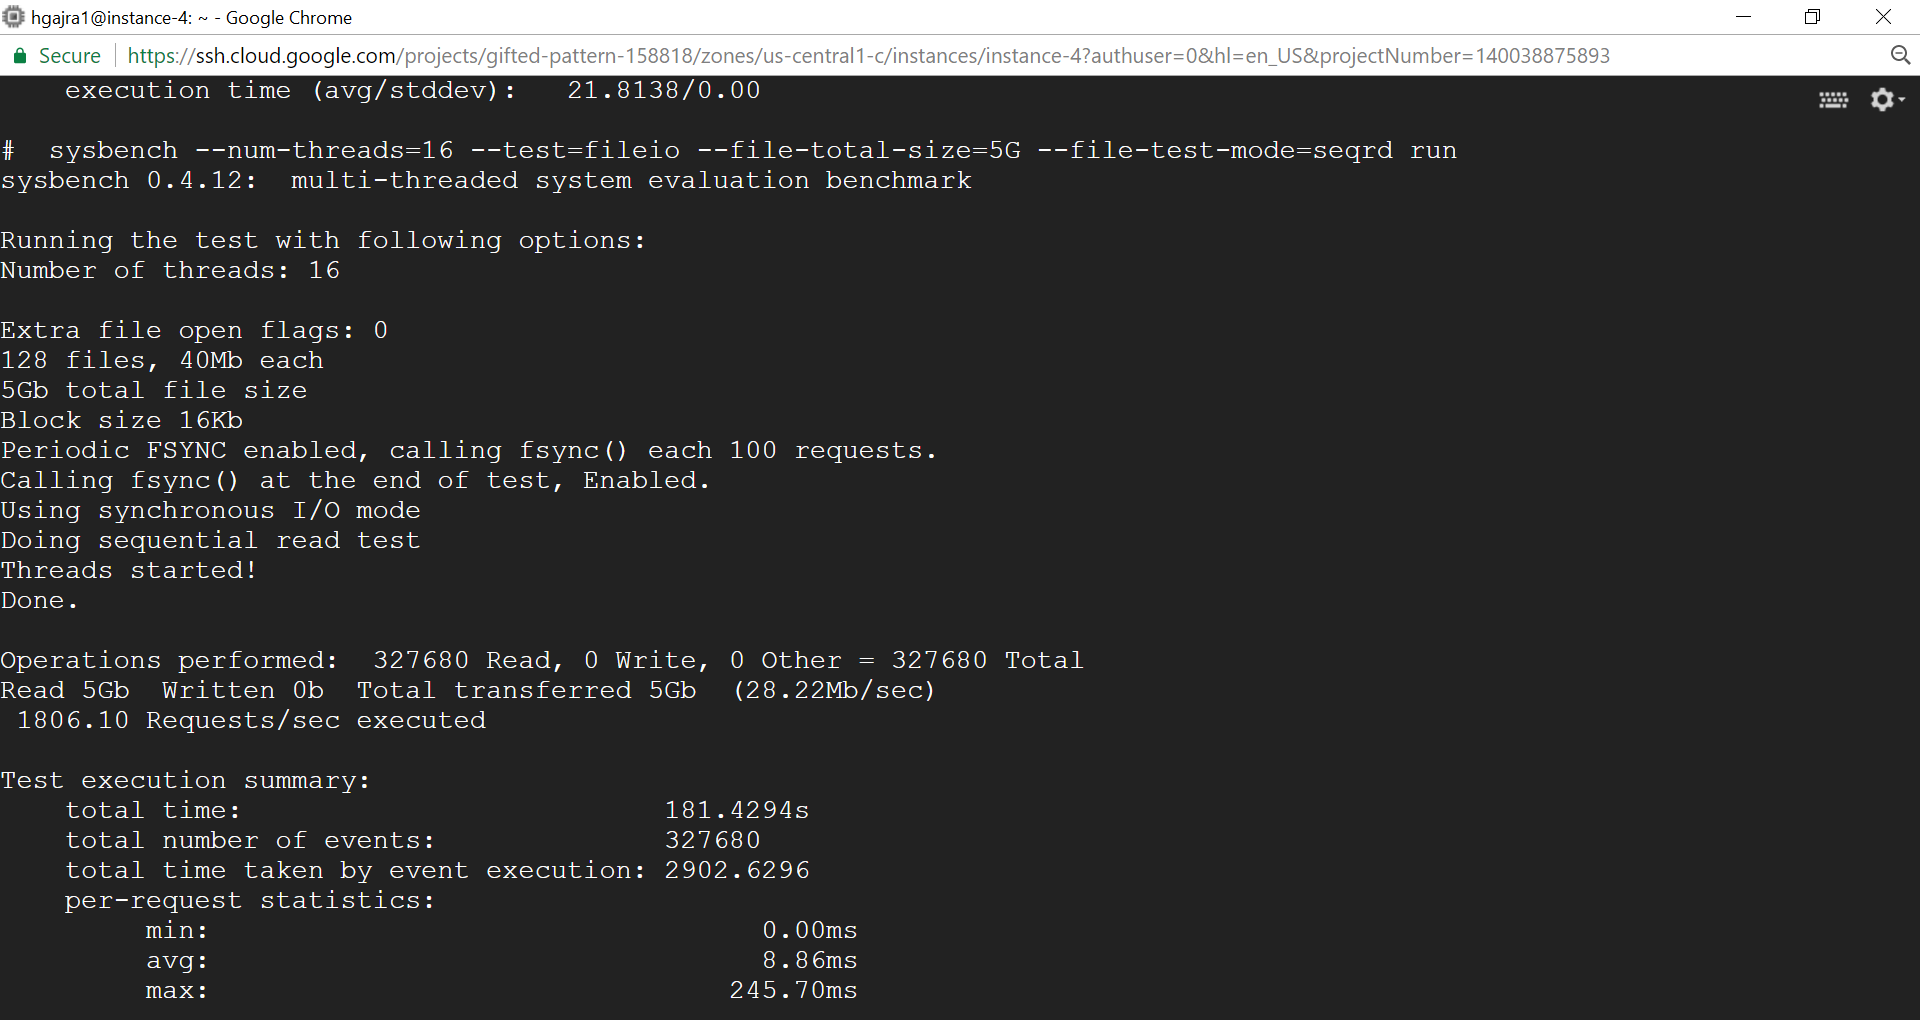 hgajra1@instance-4: ~ - Google Chrome
Secure https://ssh.cloud.google.com/projects/gifted-pattern-158818/zones/us-central1-c/instances/instance-4?authuser=0&hl=en_US&projectNumber=140038875893
    execution time (avg/stddev):   21.8138/0.00

#  sysbench --num-threads=16 --test=fileio --file-total-size=5G --file-test-mode=seqrd run
sysbench 0.4.12:  multi-threaded system evaluation benchmark

Running the test with following options:
Number of threads: 16

Extra file open flags: 0
128 files, 40Mb each
5Gb total file size
Block size 16Kb
Periodic FSYNC enabled, calling fsync() each 100 requests.
Calling fsync() at the end of test, Enabled.
Using synchronous I/O mode
Doing sequential read test
Threads started!
Done.

Operations performed:  327680 Read, 0 Write, 0 Other = 327680 Total
Read 5Gb  Written 0b  Total transferred 5Gb  (28.22Mb/sec)
 1806.10 Requests/sec executed

Test execution summary:
    total time:                          181.4294s
    total number of events:              327680
    total time taken by event execution: 2902.6296
    per-request statistics:
         min:                                  0.00ms
         avg:                                  8.86ms
         max:                                245.70ms